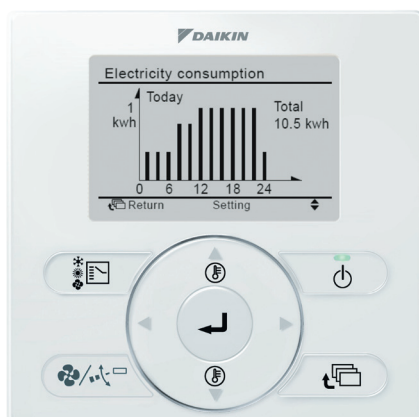 DAIKIN
Electricity consumption
Today
1
kwh
Total
10.5 kwh
0 6 12 18 24
Return Setting